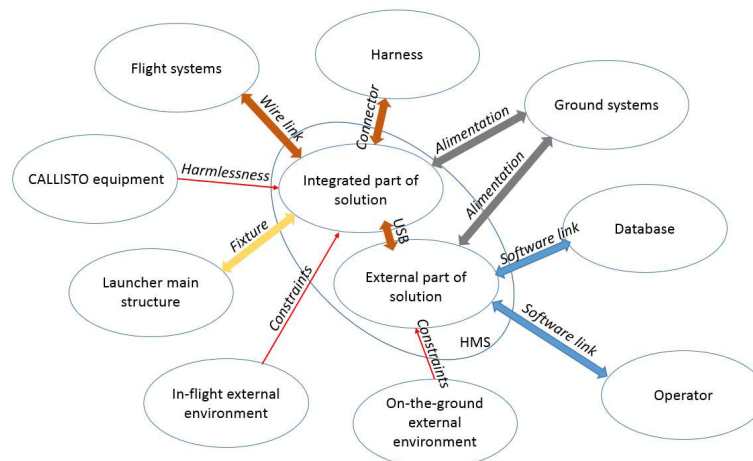 Harness
Flight systems
Ground systems
Wire link
Connector
Alimentation
CALLISTO equipment
Harmlessness
Integrated part of
solution
Alimentation
Fixture
USB
Software link
Database
Launcher main
structure
External part of
solution
Constraints
Constraints
HMS
Software link
In-flight external
environment
On-the-ground
external
environment
Operator